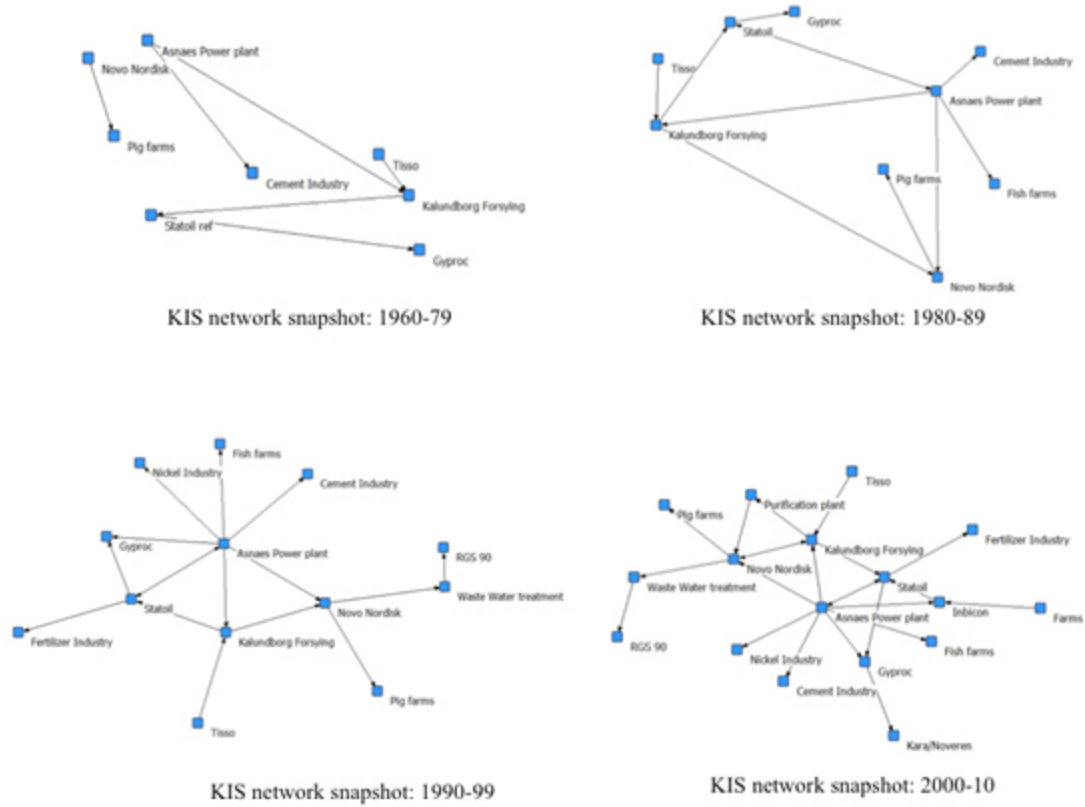 Asnaes Power plant
Novo Nordisk
Pig farms
Tisso
Cement Industry
Kalundborg Forsying
Statoil ref
Gyproc
KIS network snapshot: 1960-79
Gyproc
Statoil
Cement Industry
Tisso
Asnaes Power plant
Kalundborg Forsying
Pig farms
Fish farms
Novo Nordisk
KIS network snapshot: 1980-89
Fish farms
Nickel Industry
Cement Industry
Gyproc
Asnaes Power plant
RGS 90
Waste Water treatment
Statoil
Novo Nordisk
Fertilizer Industry
Kalundborg Forsying
Pig farms
Tisso
KIS network snapshot: 1990-99
Tisso
Purification plant
Pig farms
Fertilizer Industry
Kalundborg Forsying
Novo Nordisk
Waste Water treatment
Statoil
Inbicon
Asnaes Power plant
Farms
RGS 90
Fish farms
Nickel Industry
Gyproc
Cement Industry
Kara/Noveren
KIS network snapshot: 2000-10